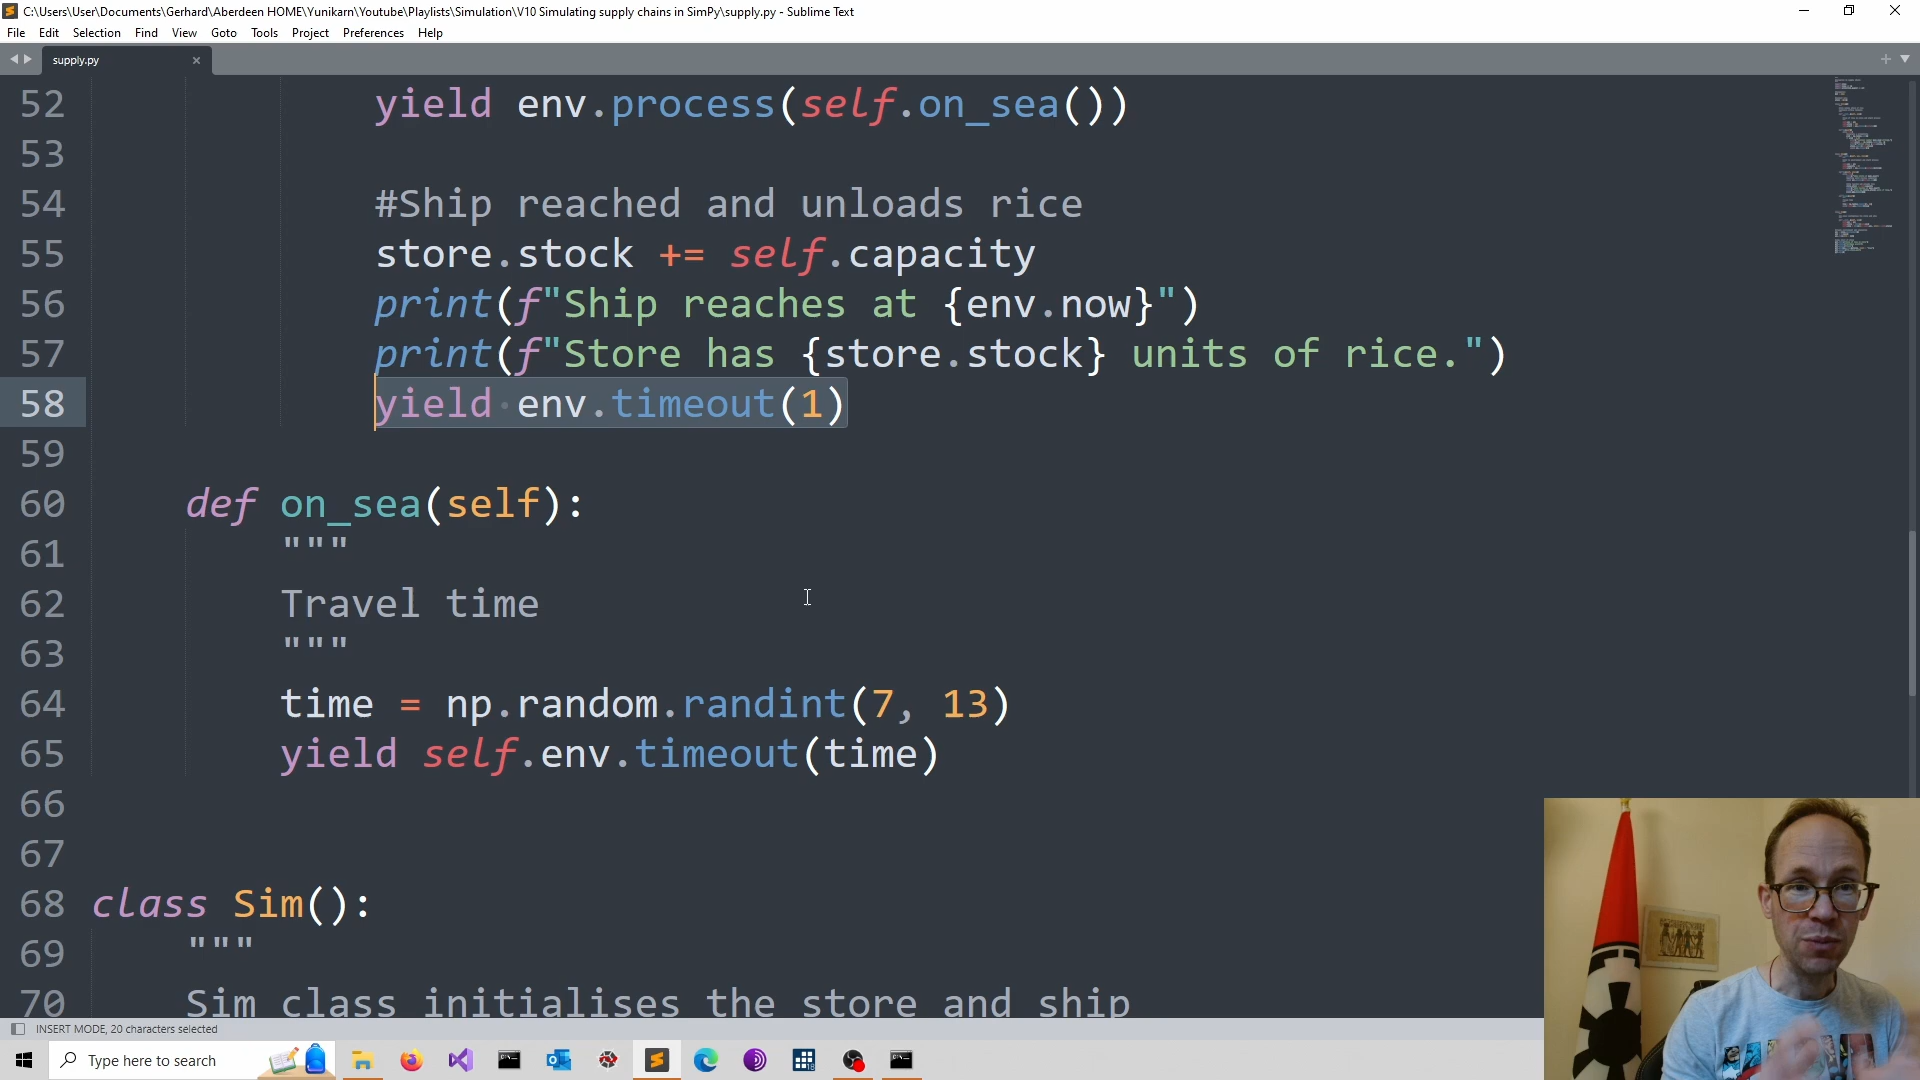 C:\Users\User\Documents\Gerhard\Aberdeen HOME\Yunikarn\Youtube\Playlists\Simulation\V10 Simulating supply chains in SimPy\supply.py - Sublime Text
File Edit Selection Find View Goto Tools Project Preferences Help
supply.py
52 yield env.process(self.on_sea())
53
54 #Ship reached and unloads rice
55 store.stock += self.capacity
56 print(f"Ship reaches at {env.now}")
57 print(f"Store has {store.stock} units of rice.")
58 yield env.timeout(1)
59
60 def on_sea(self):
61 """
62 Travel time
63 """
64 time = np.random.randint(7, 13)
65 yield self.env.timeout(time)
66
67
68 class Sim():
69 """
70 Sim class initialises the store and ship
INSERT MODE, 20 characters selected
Type here to search